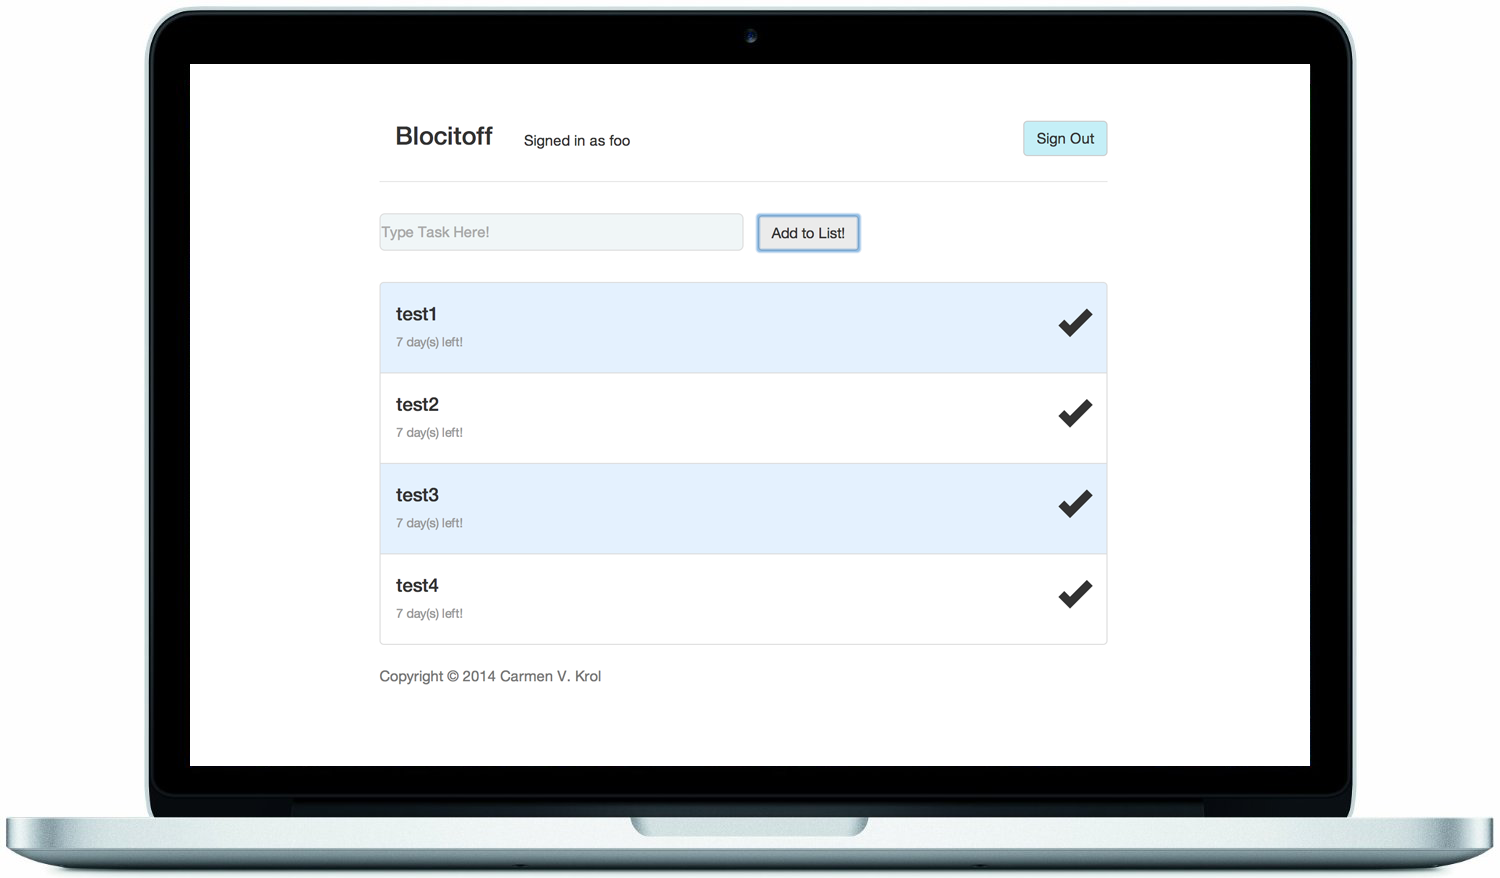 Blocitoff
Signed in as foo
Sign Out
Type Task Here!
Add to List!
test1
7 day(s) left!
test2
7 day(s) left!
test3
7 day(s) left!
test4
7 day(s) left!
Copyright © 2014 Carmen V. Krol